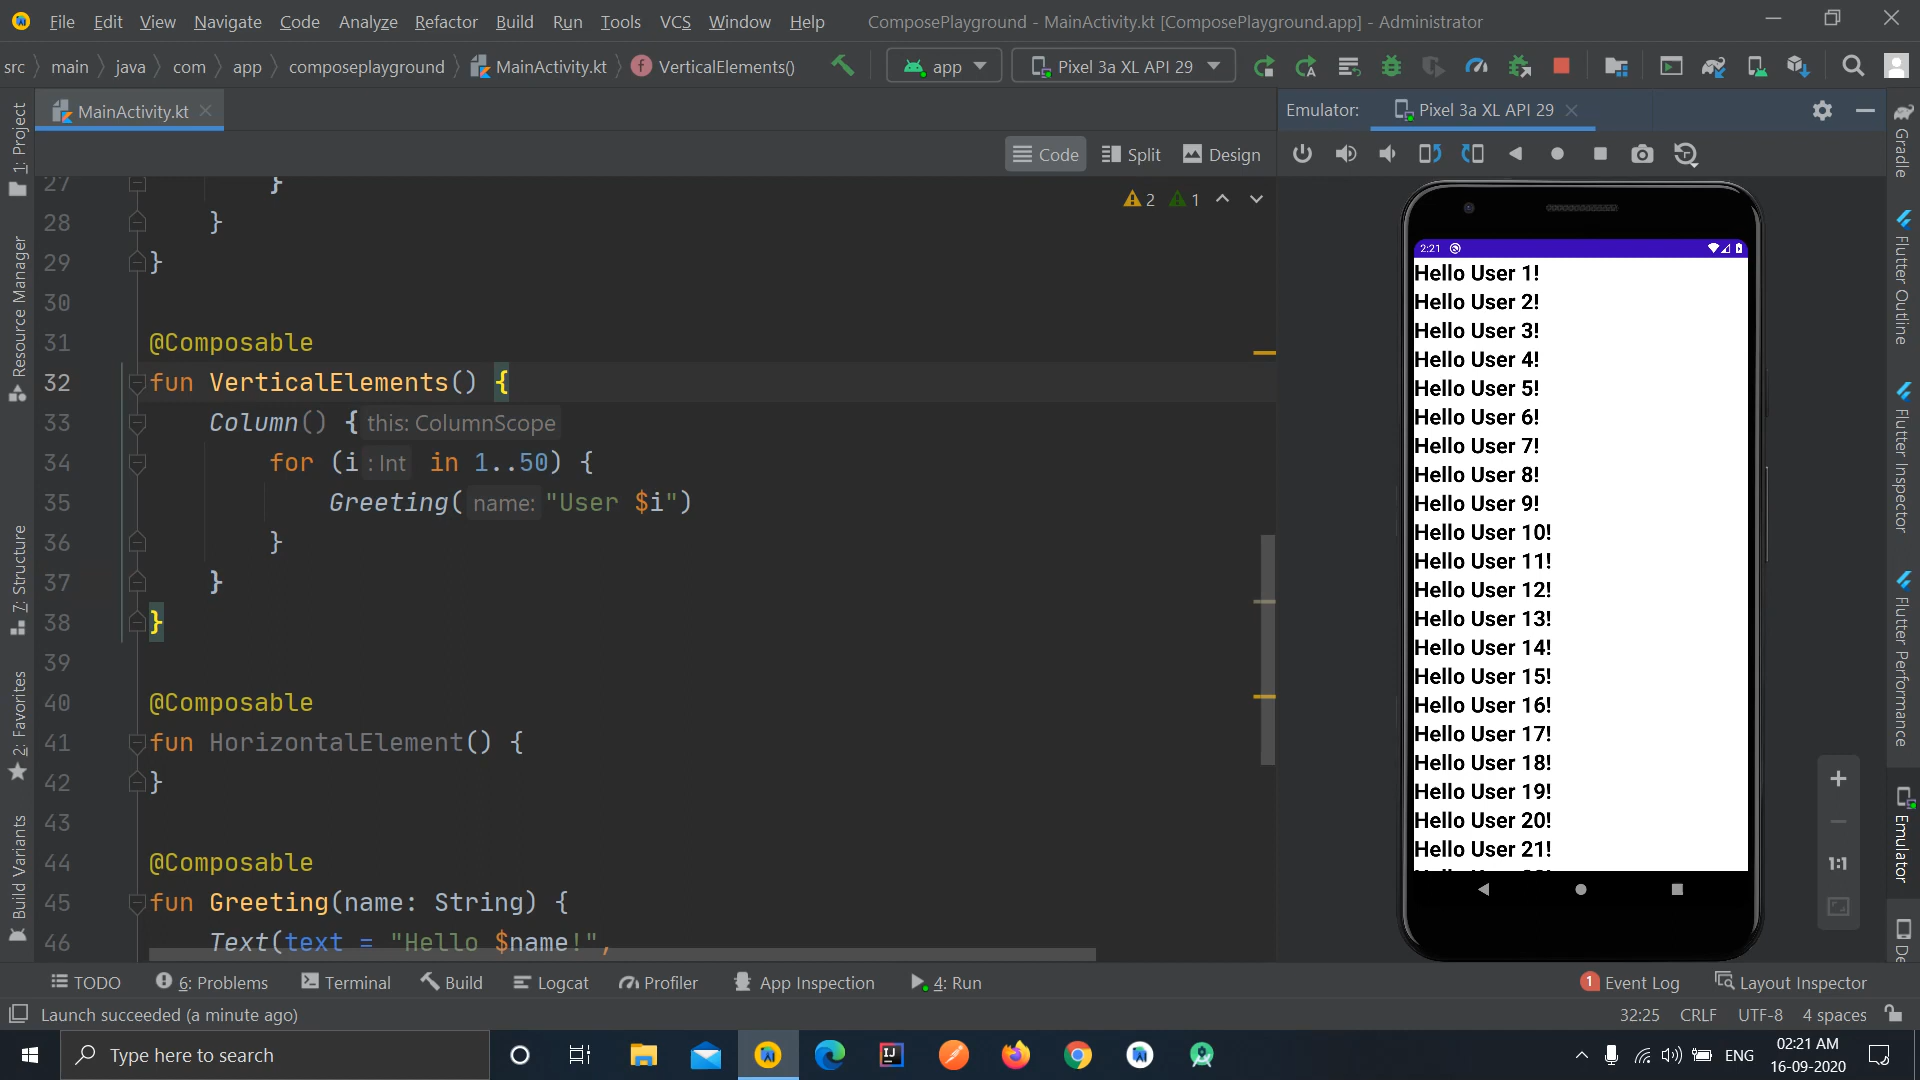 File Edit View Navigate Code Analyze Refactor Build Run Tools VCS Window Help ComposePlayground - MainActivity.kt [ComposePlayground.app] - Administrator
src main java com app composeplayground MainActivity.kt VerticalElements() app Pixel 3a XL API 29
MainActivity.kt
Emulator: Pixel 3a XL API 29
Code Split Design
27 }
28 }
29 }
30
31 @Composable
32 fun VerticalElements() {
33 Column() { this: ColumnScope
34 for (i : Int in 1..50) {
35 Greeting( name: "User $i")
36 }
37 }
38 }
39
40 @Composable
41 fun HorizontalElement() {
42 }
43
44 @Composable
45 fun Greeting(name: String) {
46 Text(text = "Hello $name!",
2 1
1: Project
Resource Manager
7: Structure
2: Favorites
Build Variants
2:21
Hello User 1!
Hello User 2!
Hello User 3!
Hello User 4!
Hello User 5!
Hello User 6!
Hello User 7!
Hello User 8!
Hello User 9!
Hello User 10!
Hello User 11!
Hello User 12!
Hello User 13!
Hello User 14!
Hello User 15!
Hello User 16!
Hello User 17!
Hello User 18!
Hello User 19!
Hello User 20!
Hello User 21!
1:1
Gradle
Flutter Outline
Flutter Inspector
Flutter Performance
Emulator
TODO 6: Problems Terminal Build Logcat Profiler App Inspection 4: Run 1 Event Log Layout Inspector
Launch succeeded (a minute ago) 32:25 CRLF UTF-8 4 spaces
Type here to search ENG 02:21 AM
16-09-2020